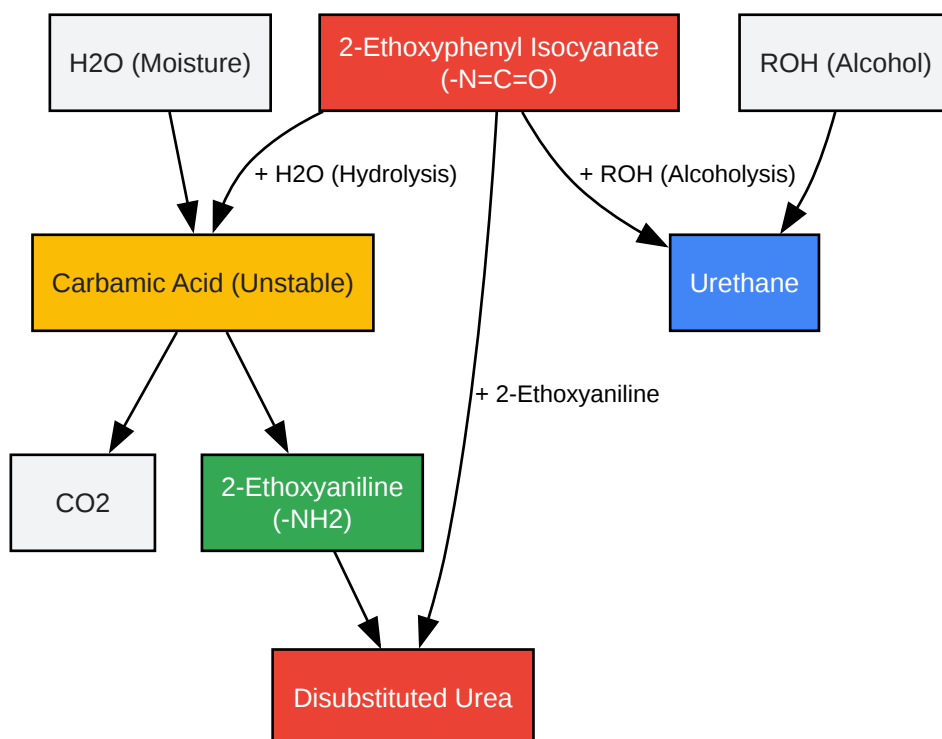 H2O (Moisture)
2-Ethoxyphenyl Isocyanate
(-N=C=O)
ROH (Alcohol)
+ H2O (Hydrolysis)
+ ROH (Alcoholysis)
Carbamic Acid (Unstable)
Urethane
+ 2-Ethoxyaniline
CO2
2-Ethoxyaniline
(-NH2)
Disubstituted Urea